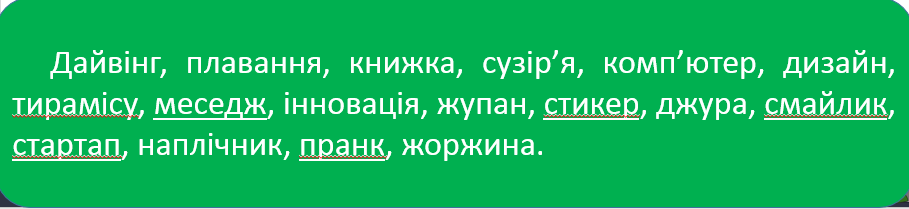 Дайвінг, плавання, книжка, сузір’я, комп’ютер, дизайн,
тирамісу, меседж, інновація, жупан, стикер, джура, смайлик,
стартап, наплічник, пранк, жоржина.